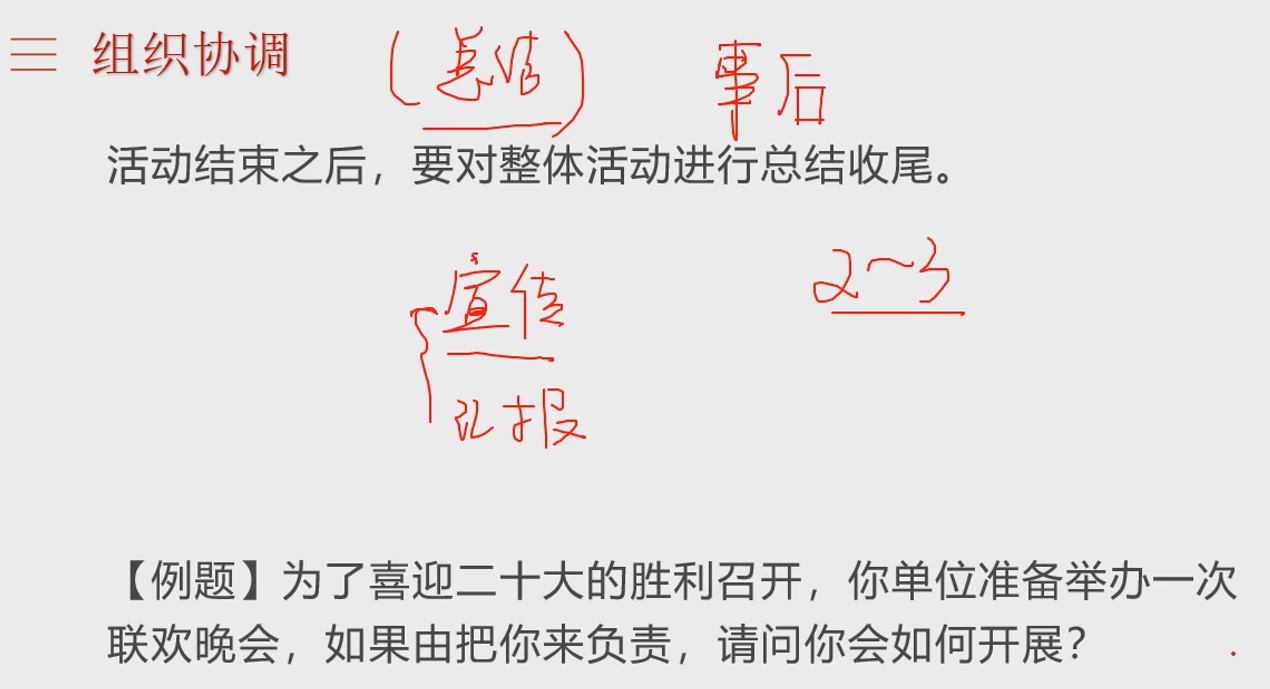 组织协调 (总结) 事后
活动结束之后，要对整体活动进行总结收尾。
宣传 2~3
汇报
【例题】为了喜迎二十大的胜利召开，你单位准备举办一次
联欢晚会，如果由把你来负责，请问你会如何开展？